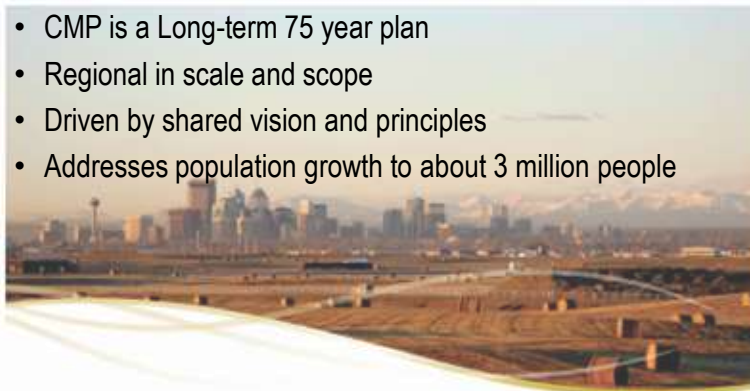 • CMP is a Long-term 75 year plan
• Regional in scale and scope
• Driven by shared vision and principles
• Addresses population growth to about 3 million people